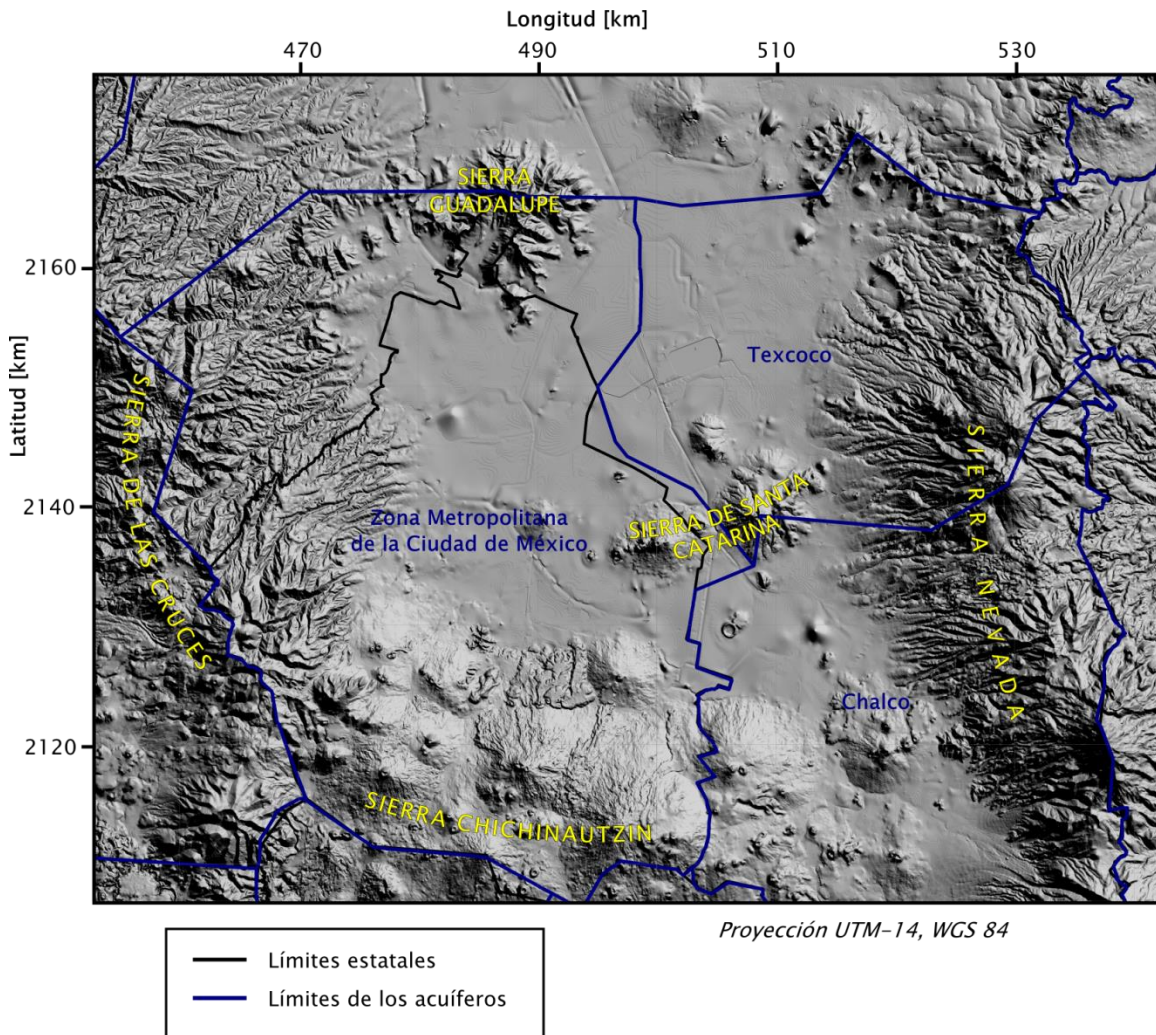 Longitud [km]
470 490 510 530
SIERRA
GUADALUPE
2160
Texcoco
Latitud [km]
SIERRA DE LAS CRUCES
SIERRA NEVADA
2140
Zona Metropolitana
de la Ciudad de México
SIERRA DE SANTA
CATARINA
Chalco
2120
SIERRA CHICHINAUTZIN
Proyección UTM-14, WGS 84
Límites estatales
Límites de los acuíferos